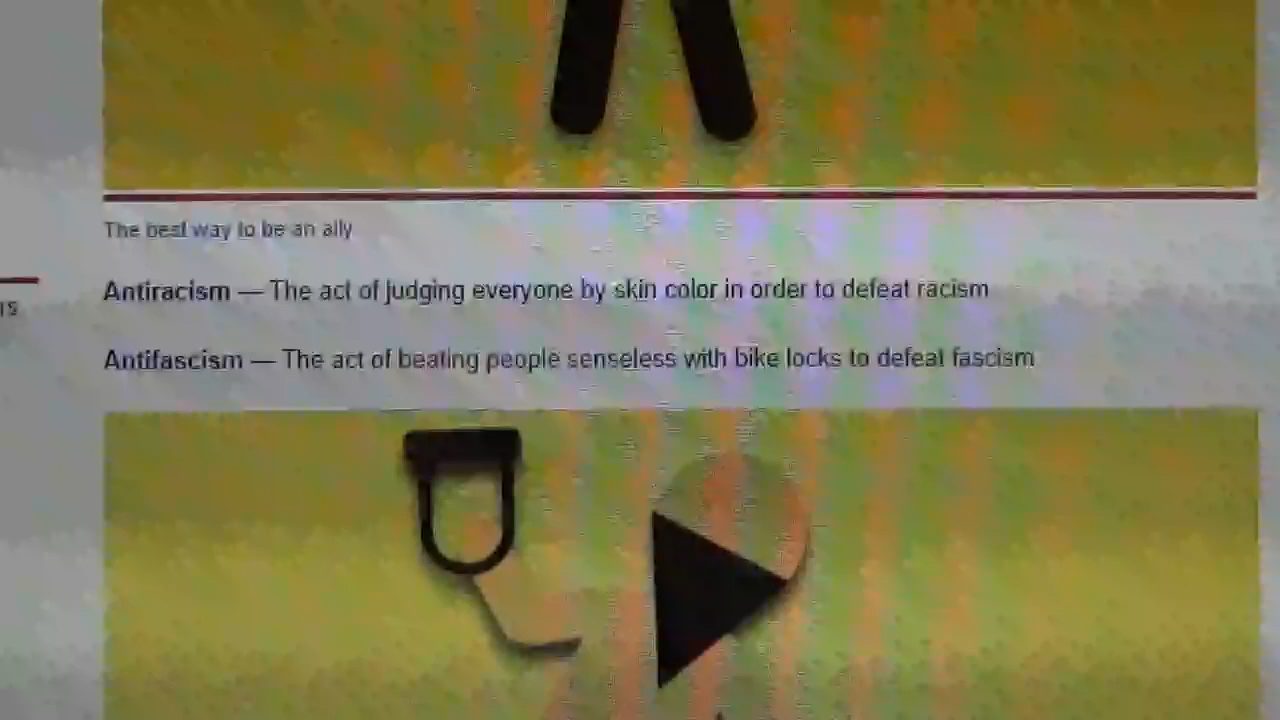 The best way to be an ally
Antiracism — The act of judging everyone by skin color in order to defeat racism
15
Antifascism — The act of beating people senseless with bike locks to defeat fascism